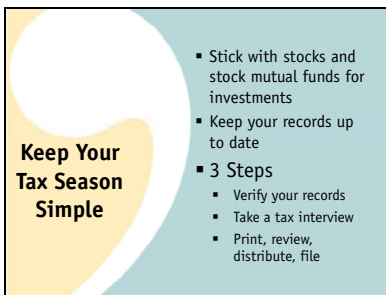 Keep Your
Tax Season
Simple
▪ Stick with stocks and
stock mutual funds for
investments
▪ Keep your records up
to date
▪ 3 Steps
▪ Verify your records
▪ Take a tax interview
▪ Print, review,
distribute, file